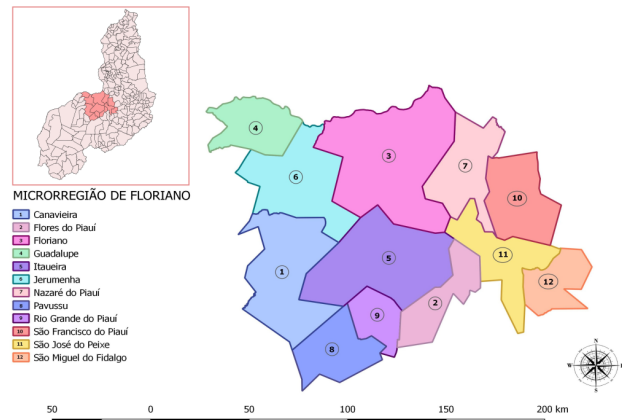 MICRORREGIÃO DE FLORIANO
1 Canavieira
2 Flores do Piauí
3 Floriano
4 Guadalupe
5 Itaueira
6 Jerumenha
7 Nazaré do Piauí
8 Pavussu
9 Rio Grande do Piauí
10 São Francisco do Piauí
11 São José do Peixe
12 São Miguel do Fidalgo
4
3
7
6
10
11
5
1
12
2
9
8
N
W
E
S
50 0 50 100 150 200 km